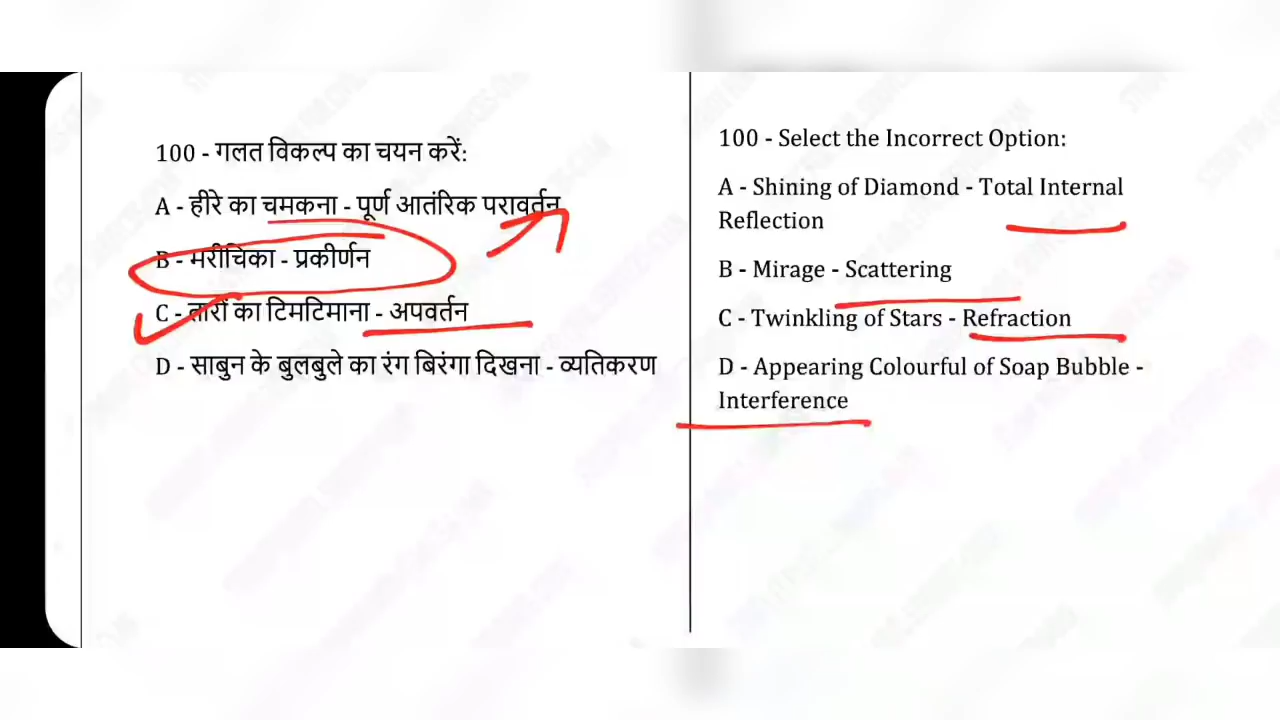 100 - गलत विकल्प का चयन करें:
A - हीरे का चमकना - पूर्ण आतंरिक परावर्तन
B - मरीचिका - प्रकीर्णन
C - तारों का टिमटिमाना - अपवर्तन
D - साबुन के बुलबुले का रंग बिरंगा दिखना - व्यतिकरण
100 - Select the Incorrect Option:
A - Shining of Diamond - Total Internal
Reflection
B - Mirage - Scattering
C - Twinkling of Stars - Refraction
D - Appearing Colourful of Soap Bubble -
Interference